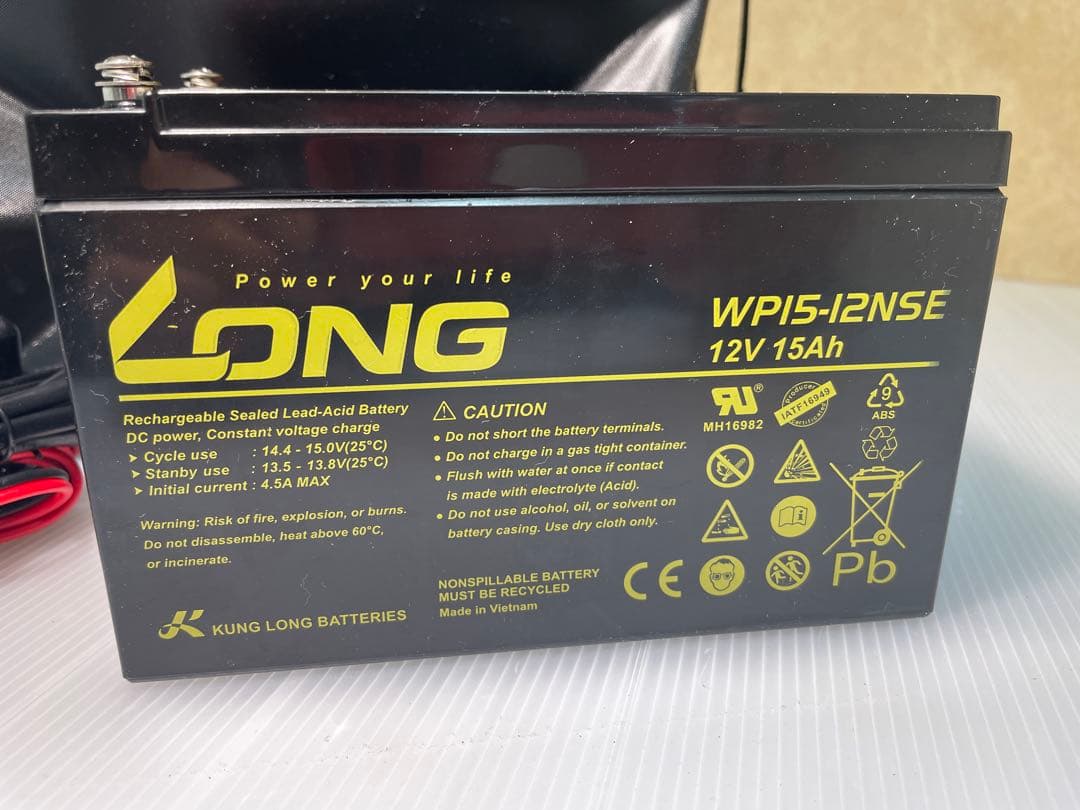 Power your life
LONG
WP15-12NSE
12V 15Ah
Rechargeable Sealed Lead-Acid Battery
DC power, Constant voltage charge
➤ Cycle use : 14.4 - 15.0V(25°C)
➤ Stanby use : 13.5 - 13.8V(25°C)
➤ Initial current : 4.5A MAX
Warning: Risk of fire, explosion, or burns.
Do not disassemble, heat above 60°C,
or incinerate.
KUNG LONG BATTERIES
⚠ CAUTION
• Do not short the battery terminals.
• Do not charge in a gas tight container.
• Flush with water at once if contact
is made with electrolyte (Acid).
• Do not use alcohol, oil, or solvent on
battery casing. Use dry cloth only.
NONSPILLABLE BATTERY
MUST BE RECYCLED
Made in Vietnam
RU®
MH16982
Producer
IATF16949
Certificated
9
ABS
CE
Pb